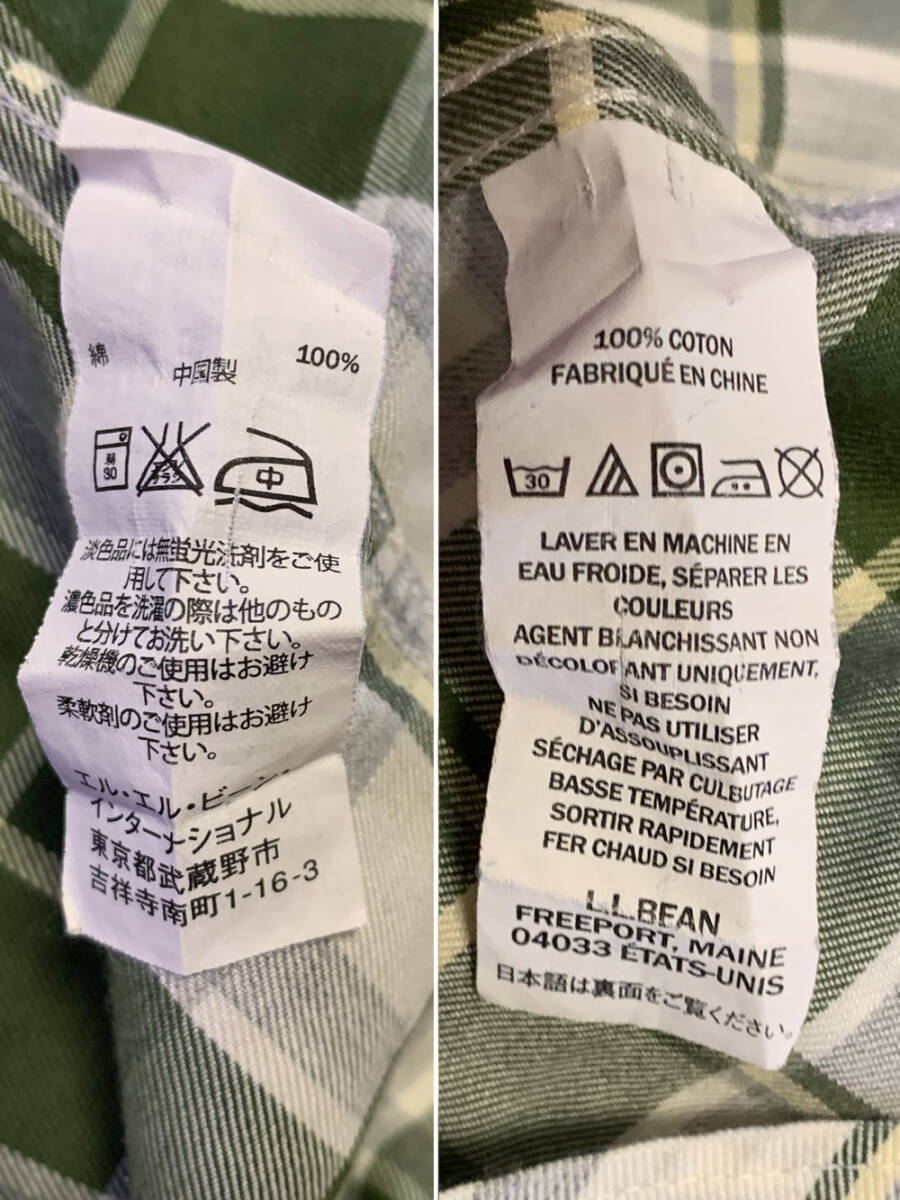 綿 100%
中国製
弱
30
エンソ
サラシ
中
淡色品には無蛍光洗剤をご使
用して下さい。
濃色品を洗濯の際は他のもの
と分けてお洗い下さい。
乾燥機のご使用はお避け
下さい。
柔軟剤のご使用はお避け
下さい。
エル・エル・ビーン・
インターナショナル
東京都武蔵野市
吉祥寺南町1-16-3
100% COTON
FABRIQUÉ EN CHINE
30
LAVER EN MACHINE EN
EAU FROIDE, SÉPARER LES
COULEURS
AGENT BLANCHISSANT NON
DÉCOLORANT UNIQUEMENT,
SI BESOIN
NE PAS UTILISER
D'ASSOUPLISSANT
SÉCHAGE PAR CULBUTAGE
BASSE TEMPÉRATURE,
SORTIR RAPIDEMENT
FER CHAUD SI BESOIN
L.L.BEAN
FREEPORT, MAINE
04033 ÉTATS-UNIS
日本語は裏面をご覧ください。